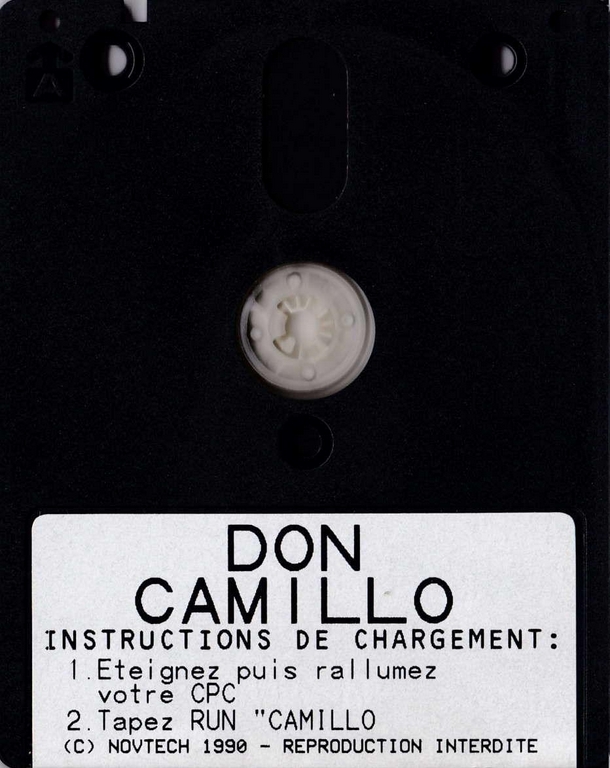 A
DON
CAMILLO
INSTRUCTIONS DE CHARGEMENT:
1.Eteignez puis rallumez
votre CPC
2.Tapez RUN "CAMILLO
(C) NOVTECH 1990 - REPRODUCTION INTERDITE